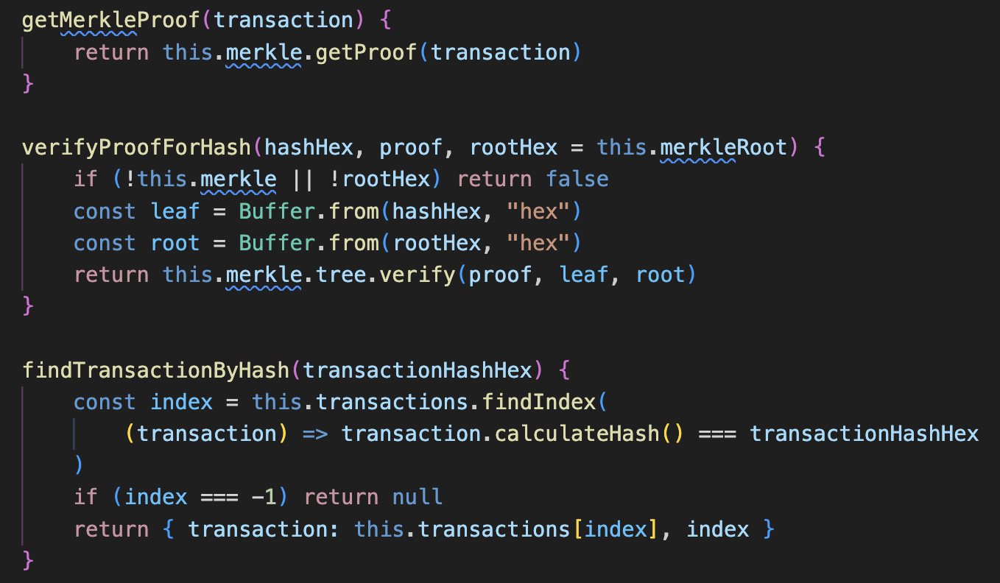 getMerkleProof(transaction) {
    return this.merkle.getProof(transaction)
}
verifyProofForHash(hashHex, proof, rootHex = this.merkleRoot) {
    if (!this.merkle || !rootHex) return false
    const leaf = Buffer.from(hashHex, "hex")
    const root = Buffer.from(rootHex, "hex")
    return this.merkle.tree.verify(proof, leaf, root)
}
findTransactionByHash(transactionHashHex) {
    const index = this.transactions.findIndex(
        (transaction) => transaction.calculateHash() === transactionHashHex
    )
    if (index === -1) return null
    return { transaction: this.transactions[index], index }
}